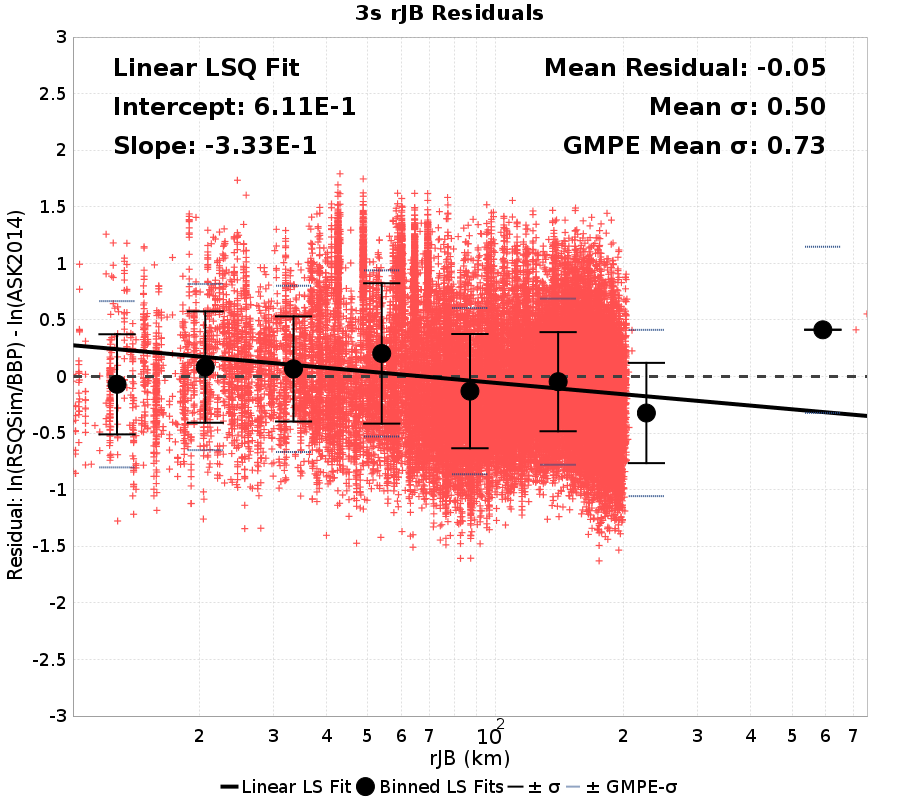 3s rJB Residuals
Linear LSQ Fit
Intercept: 6.11E-1
Slope: -3.33E-1
Mean Residual: -0.05
Mean σ: 0.50
GMPE Mean σ: 0.73
Residual: ln(RSQSim/BBP) - ln(ASK2014)
3
2.5
2
1.5
1
0.5
0
-0.5
-1
-1.5
-2
-2.5
-3
2 3 4 5 6 7 10² 2 3 4 5 6 7
rJB (km)
Linear LS Fit Binned LS Fits ± σ ± GMPE-σ